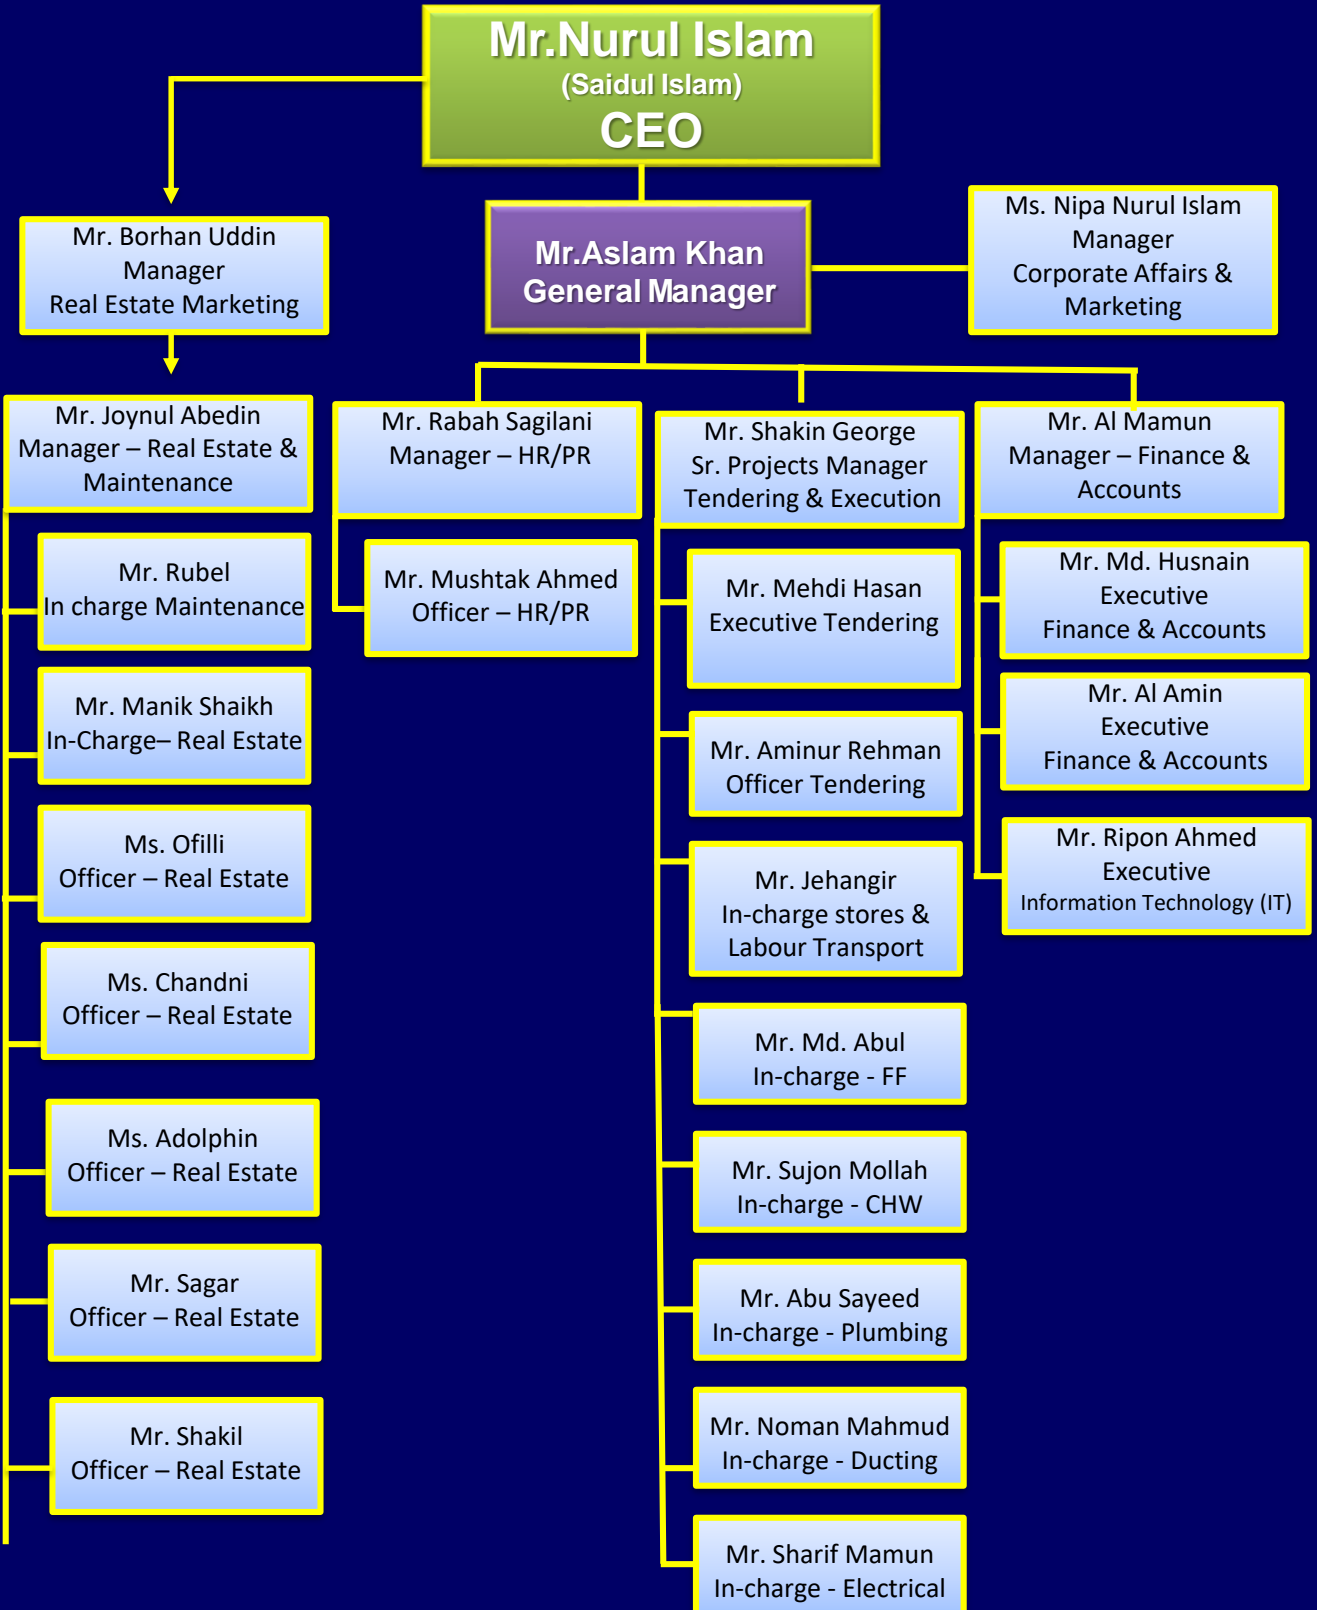 Mr.Nurul Islam
(Saidul Islam)
CEO
Mr. Borhan Uddin
Manager
Real Estate Marketing
Mr.Aslam Khan
General Manager
Ms. Nipa Nurul Islam
Manager
Corporate Affairs &
Marketing
Mr. Joynul Abedin
Manager – Real Estate &
Maintenance
Mr. Rubel
In charge Maintenance
Mr. Manik Shaikh
In-Charge– Real Estate
Ms. Ofilli
Officer – Real Estate
Ms. Chandni
Officer – Real Estate
Ms. Adolphin
Officer – Real Estate
Mr. Sagar
Officer – Real Estate
Mr. Shakil
Officer – Real Estate
Mr. Rabah Sagilani
Manager – HR/PR
Mr. Mushtak Ahmed
Officer – HR/PR
Mr. Shakin George
Sr. Projects Manager
Tendering & Execution
Mr. Mehdi Hasan
Executive Tendering
Mr. Aminur Rehman
Officer Tendering
Mr. Jehangir
In-charge stores &
Labour Transport
Mr. Md. Abul
In-charge - FF
Mr. Sujon Mollah
In-charge - CHW
Mr. Abu Sayeed
In-charge - Plumbing
Mr. Noman Mahmud
In-charge - Ducting
Mr. Sharif Mamun
In-charge - Electrical
Mr. Al Mamun
Manager – Finance &
Accounts
Mr. Md. Husnain
Executive
Finance & Accounts
Mr. Al Amin
Executive
Finance & Accounts
Mr. Ripon Ahmed
Executive
Information Technology (IT)